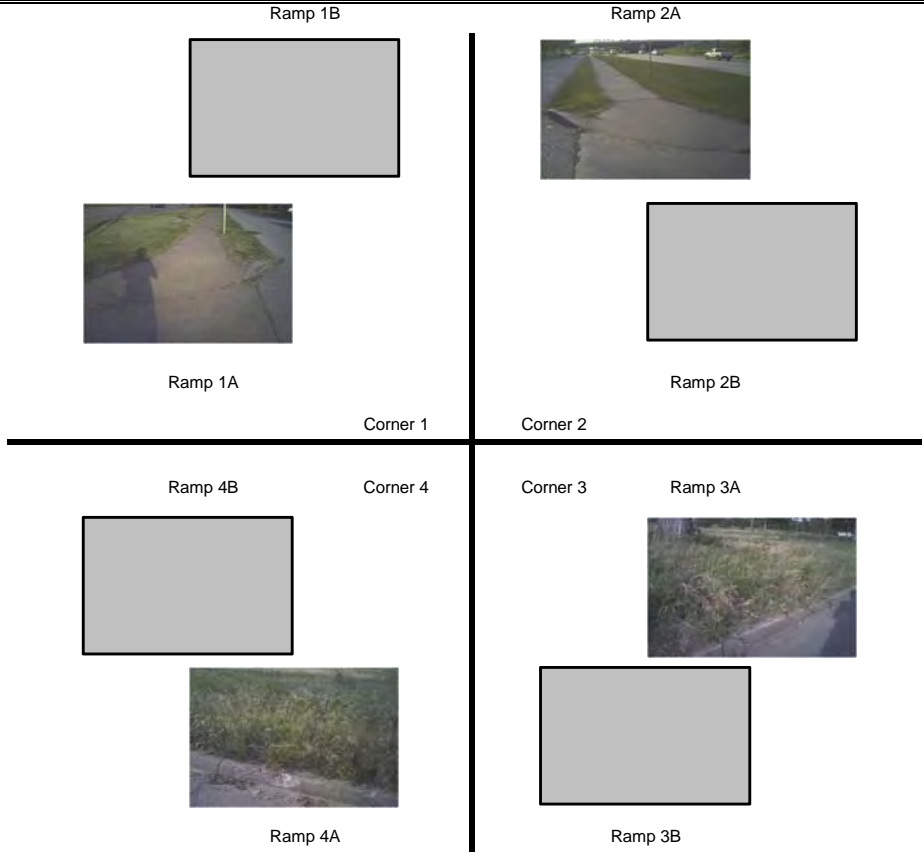 Ramp 1B
Ramp 2A
Ramp 1A
Ramp 2B
Corner 1
Corner 2
Ramp 4B
Corner 4
Corner 3
Ramp 3A
Ramp 4A
Ramp 3B